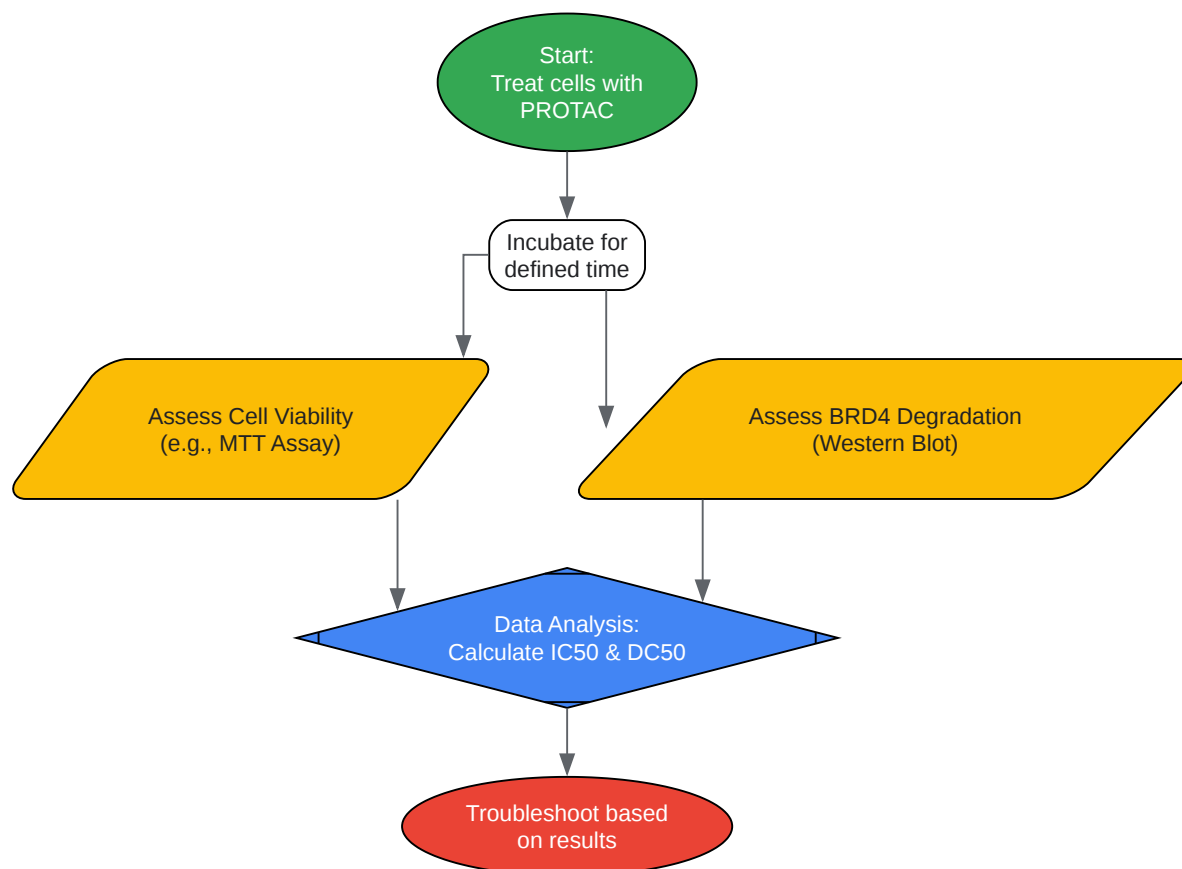 Start:
Treat cells with
PROTAC
Incubate for
defined time
Assess Cell Viability
(e.g., MTT Assay)
Assess BRD4 Degradation
(Western Blot)
Data Analysis:
Calculate IC50 & DC50
Troubleshoot based
on results